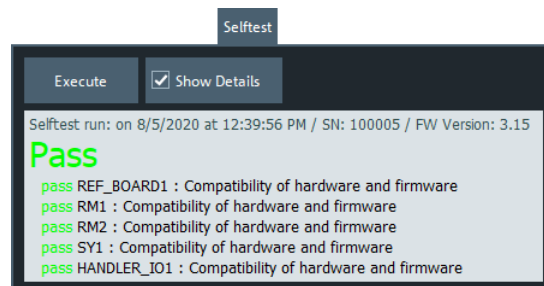 Selftest
Execute
Show Details
Selftest run: on 8/5/2020 at 12:39:56 PM / SN: 100005 / FW Version: 3.15
Pass
pass REF_BOARD1 : Compatibility of hardware and firmware
pass RM1 : Compatibility of hardware and firmware
pass RM2 : Compatibility of hardware and firmware
pass SY1 : Compatibility of hardware and firmware
pass HANDLER_IO1 : Compatibility of hardware and firmware